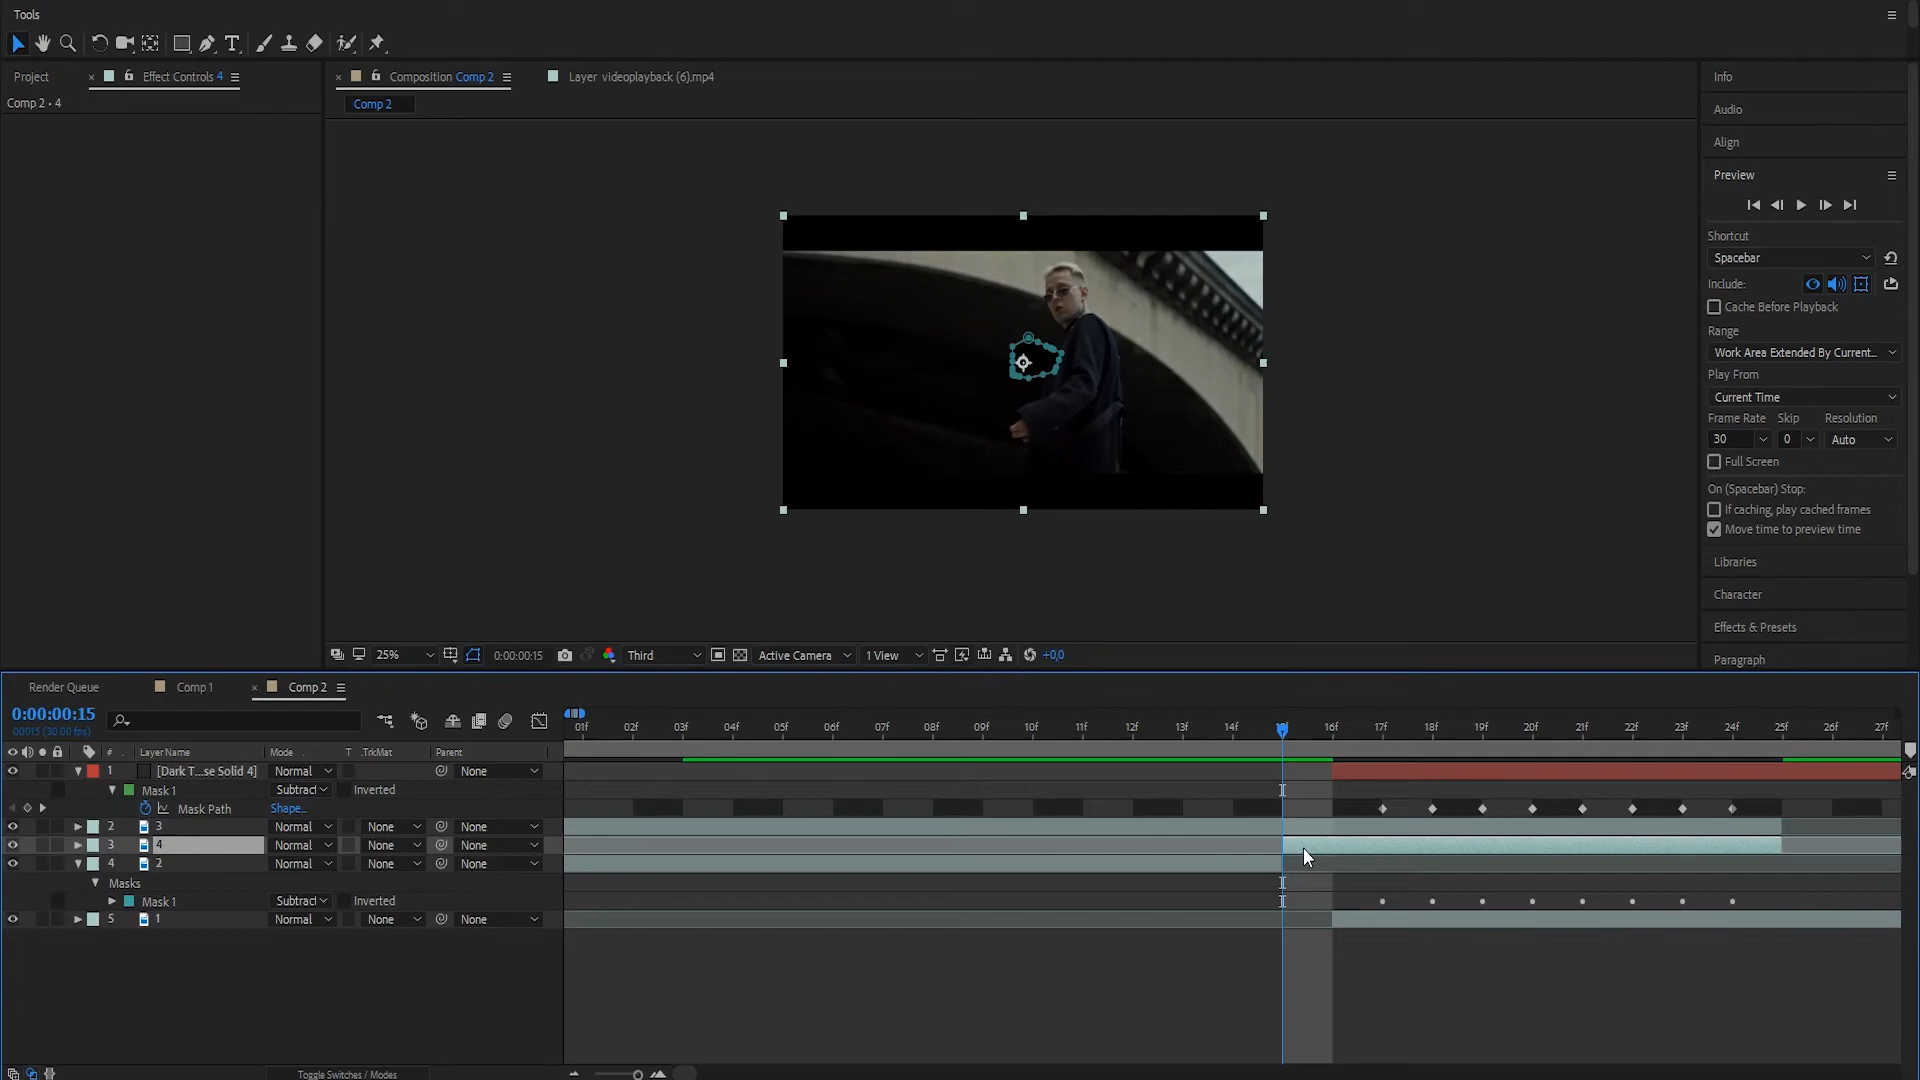 Tools
Project
Effect Controls 4
Composition Comp 2
Layer videoplayback (6).mp4
Comp 2 • 4
Comp 2
Info
Audio
Align
Preview
Shortcut
Spacebar
Include:
Cache Before Playback
Range
Work Area Extended By Current...
Play From
Current Time
Frame Rate Skip Resolution
30 0 Auto
Full Screen
On (Spacebar) Stop:
If caching, play cached frames
Move time to preview time
Libraries
Character
Effects & Presets
Paragraph
25% 0:00:00:15 Third Active Camera 1 View +0,0
Render Queue Comp 1 Comp 2
0:00:00:15
00015 (30.00 fps)
01f 02f 03f 04f 05f 06f 07f 08f 09f 10f 11f 12f 13f 14f 16f 17f 18f 19f 20f 21f 22f 23f 24f 25f 26f 27f
# Layer Name Mode T .TrkMat Parent
1 [Dark T...se Solid 4] Normal None
Mask 1 Subtract Inverted
Mask Path Shape...
2 3 Normal None None
3 4 Normal None None
4 2 Normal None None
Masks
Mask 1 Subtract Inverted
5 1 Normal None None
Toggle Switches / Modes